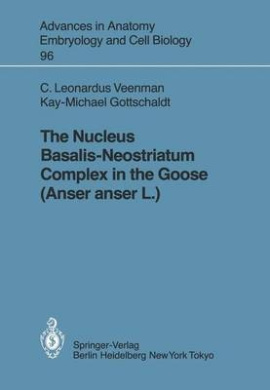 Advances in Anatomy
Embryology and Cell Biology
96
C. Leonardus Veenman
Kay-Michael Gottschaldt
The Nucleus
Basalis-Neostriatum
Complex in the Goose
(Anser anser L.)
Springer-Verlag
Berlin Heidelberg New York Tokyo